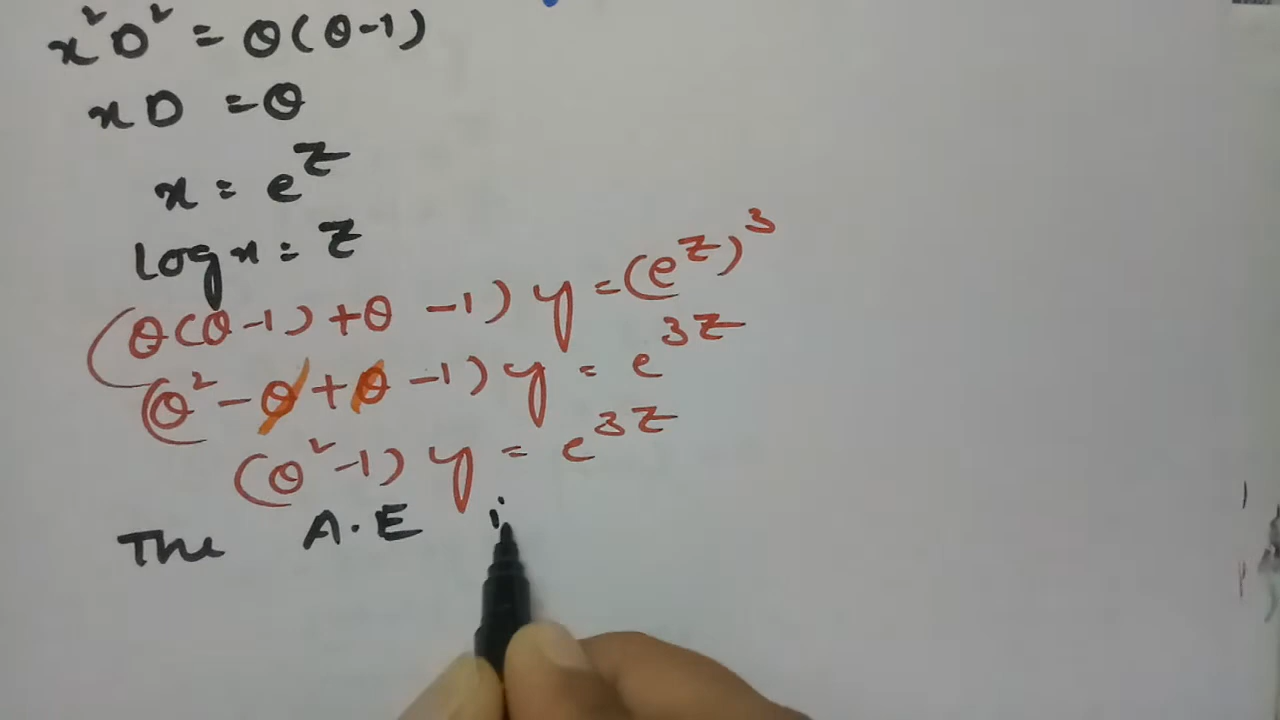 x²D² = θ(θ-1)
xD = θ
x = e^z
log x = z
(θ(θ-1) + θ -1) y = (e^z)³
(θ² - θ + θ -1) y = e^3z
(θ² -1) y = e^3z
The A.E i